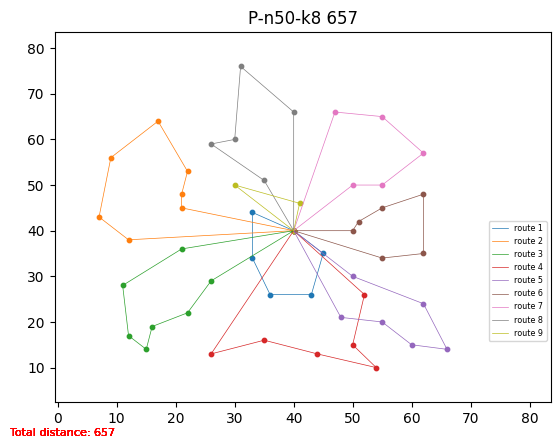 P-n50-k8 657
80
70
60
50
40
30
20
10
0 10 20 30 40 50 60 70 80
route 1
route 2
route 3
route 4
route 5
route 6
route 7
route 8
route 9
Total distance: 657